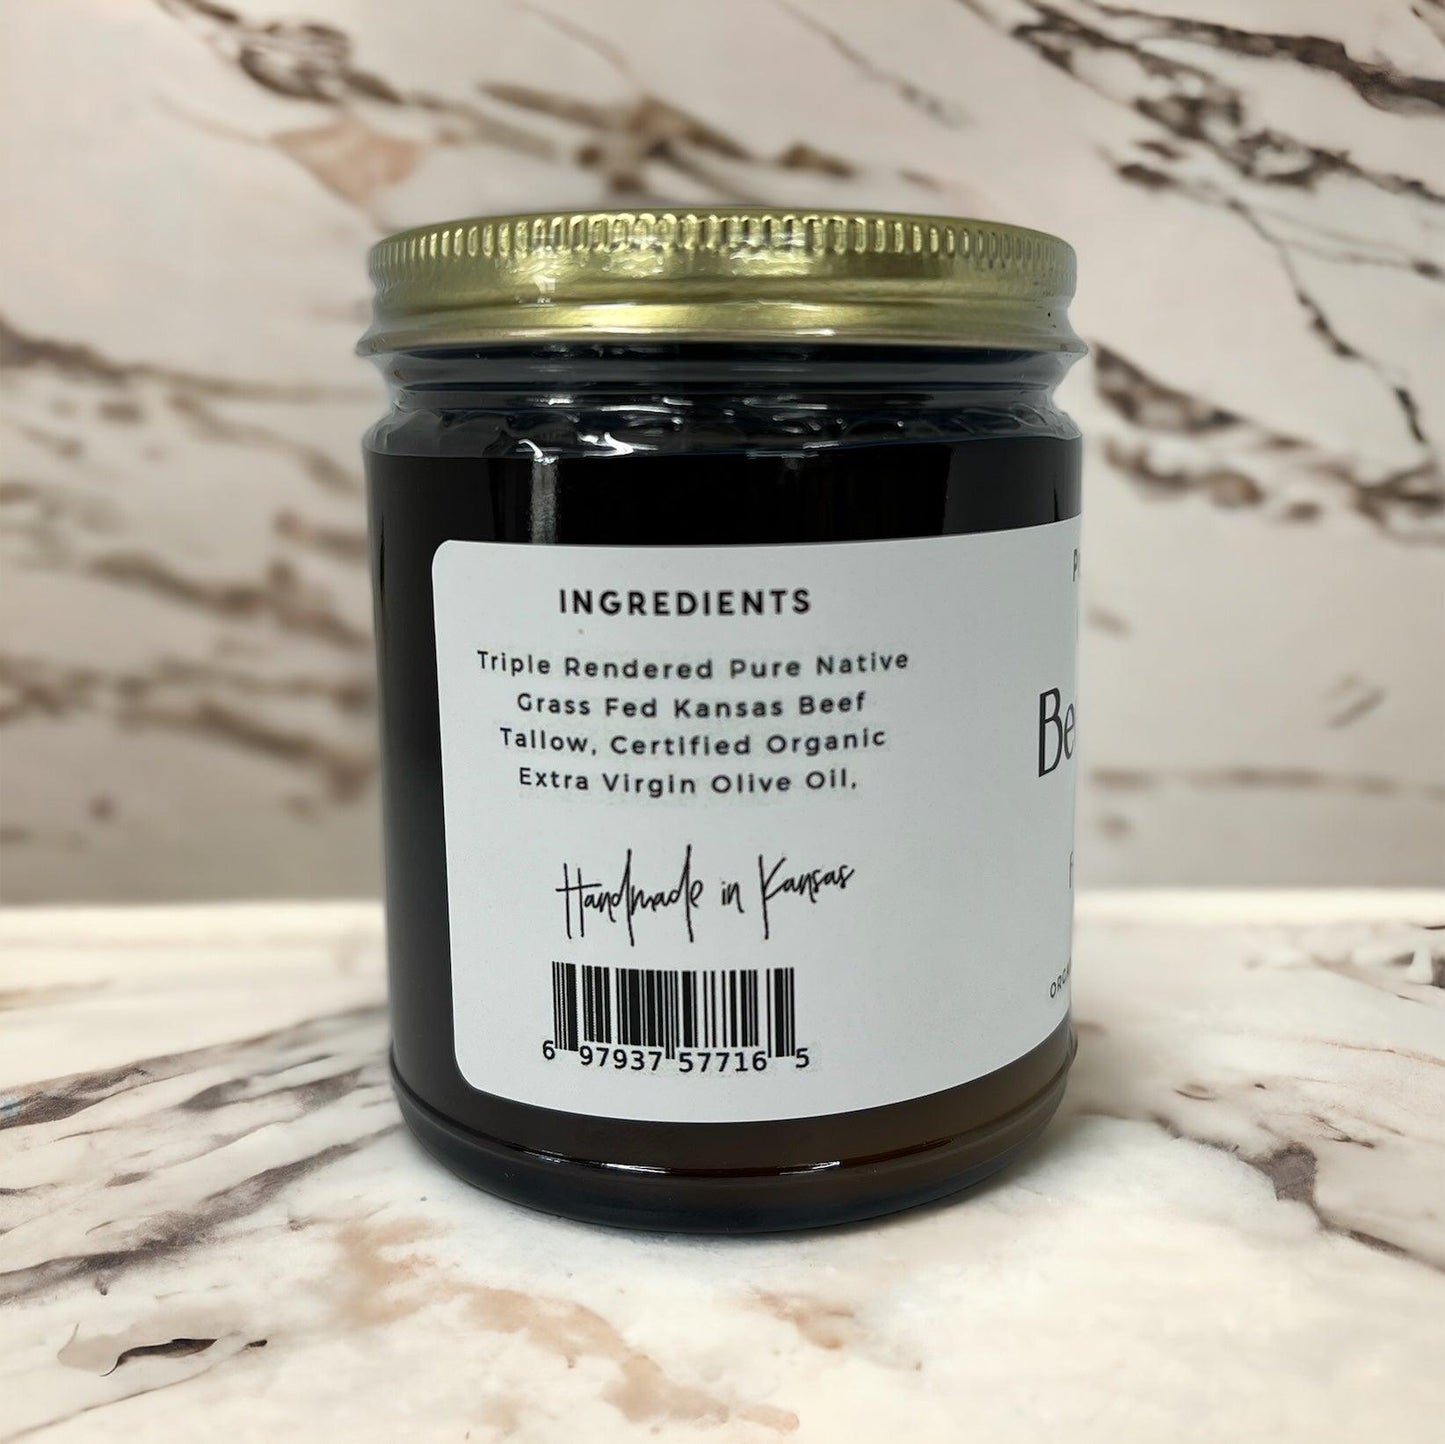 INGREDIENTS
Triple Rendered Pure Native
Grass Fed Kansas Beef
Tallow, Certified Organic
Extra Virgin Olive Oil,
Handmade in Kansas
6 97937 57716 5